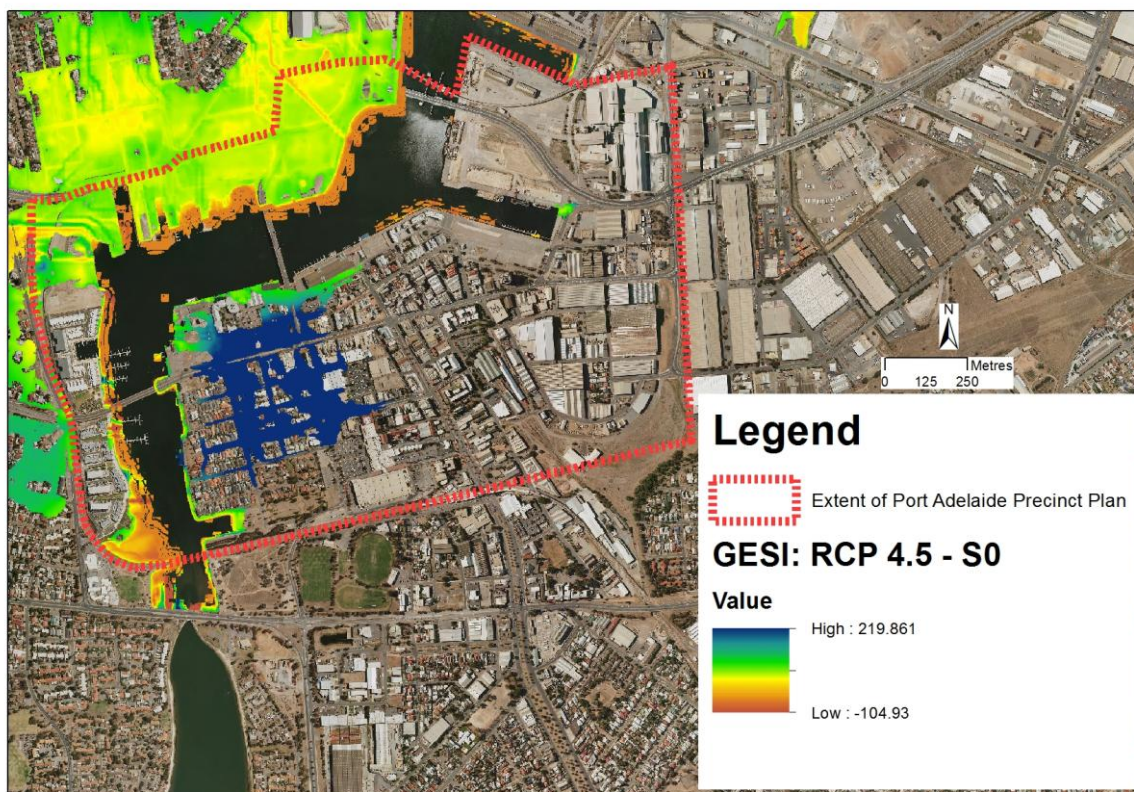 N
Metres
0 125 250
Legend
Extent of Port Adelaide Precinct Plan
GESI: RCP 4.5 - S0
Value
High : 219.861
Low : -104.93